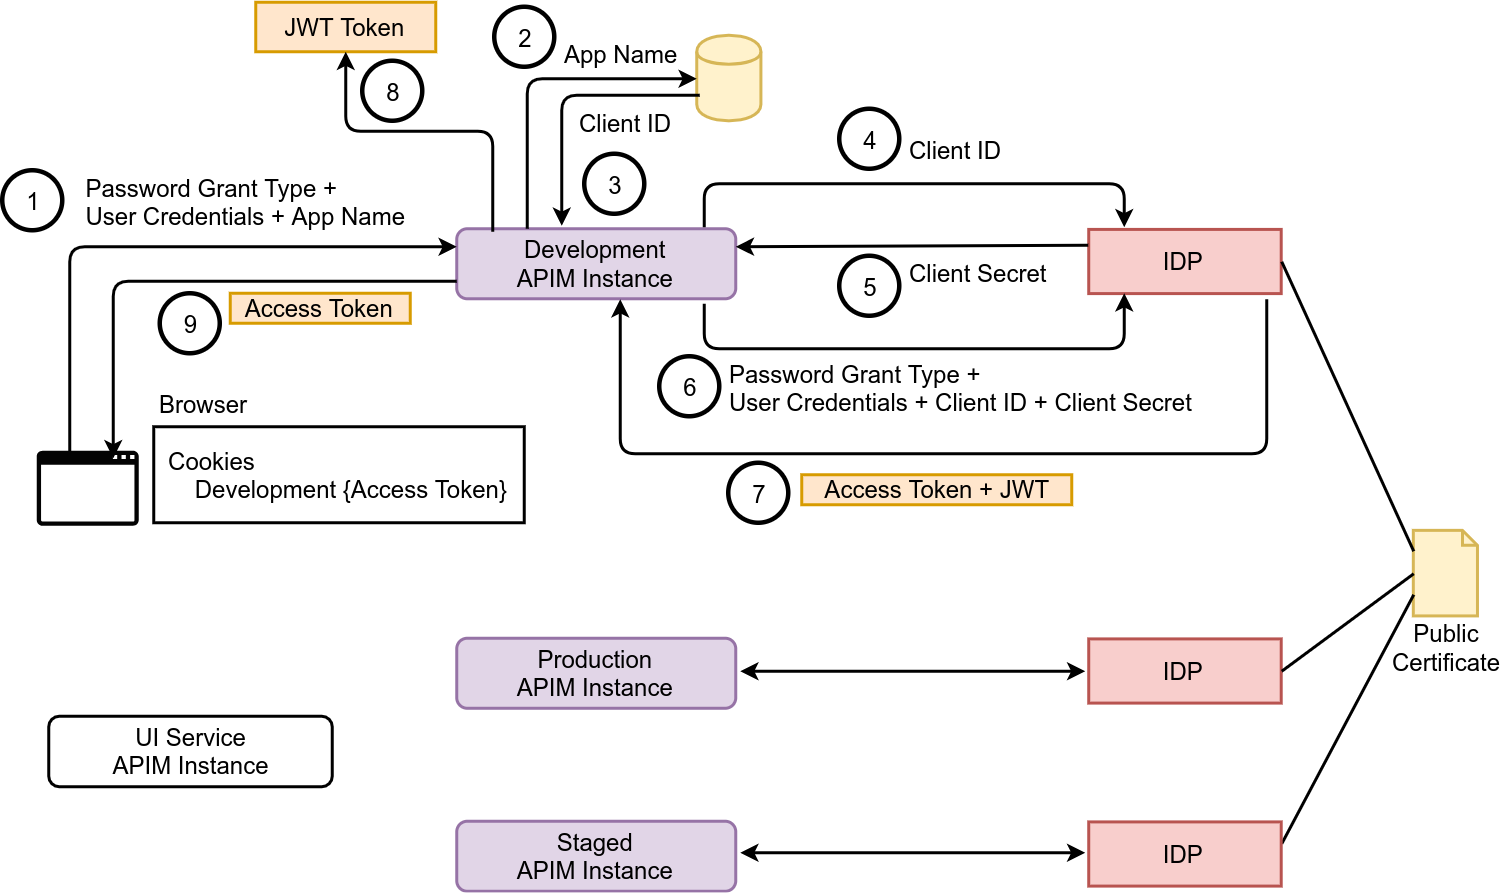 JWT Token
2
App Name
8
Client ID
4
Client ID
3
1
Password Grant Type +
User Credentials + App Name
Development
APIM Instance
IDP
5
Client Secret
9
Access Token
6
Password Grant Type +
User Credentials + Client ID + Client Secret
Browser
Cookies
Development {Access Token}
7
Access Token + JWT
Public
Certificate
Production
APIM Instance
IDP
UI Service
APIM Instance
Staged
APIM Instance
IDP